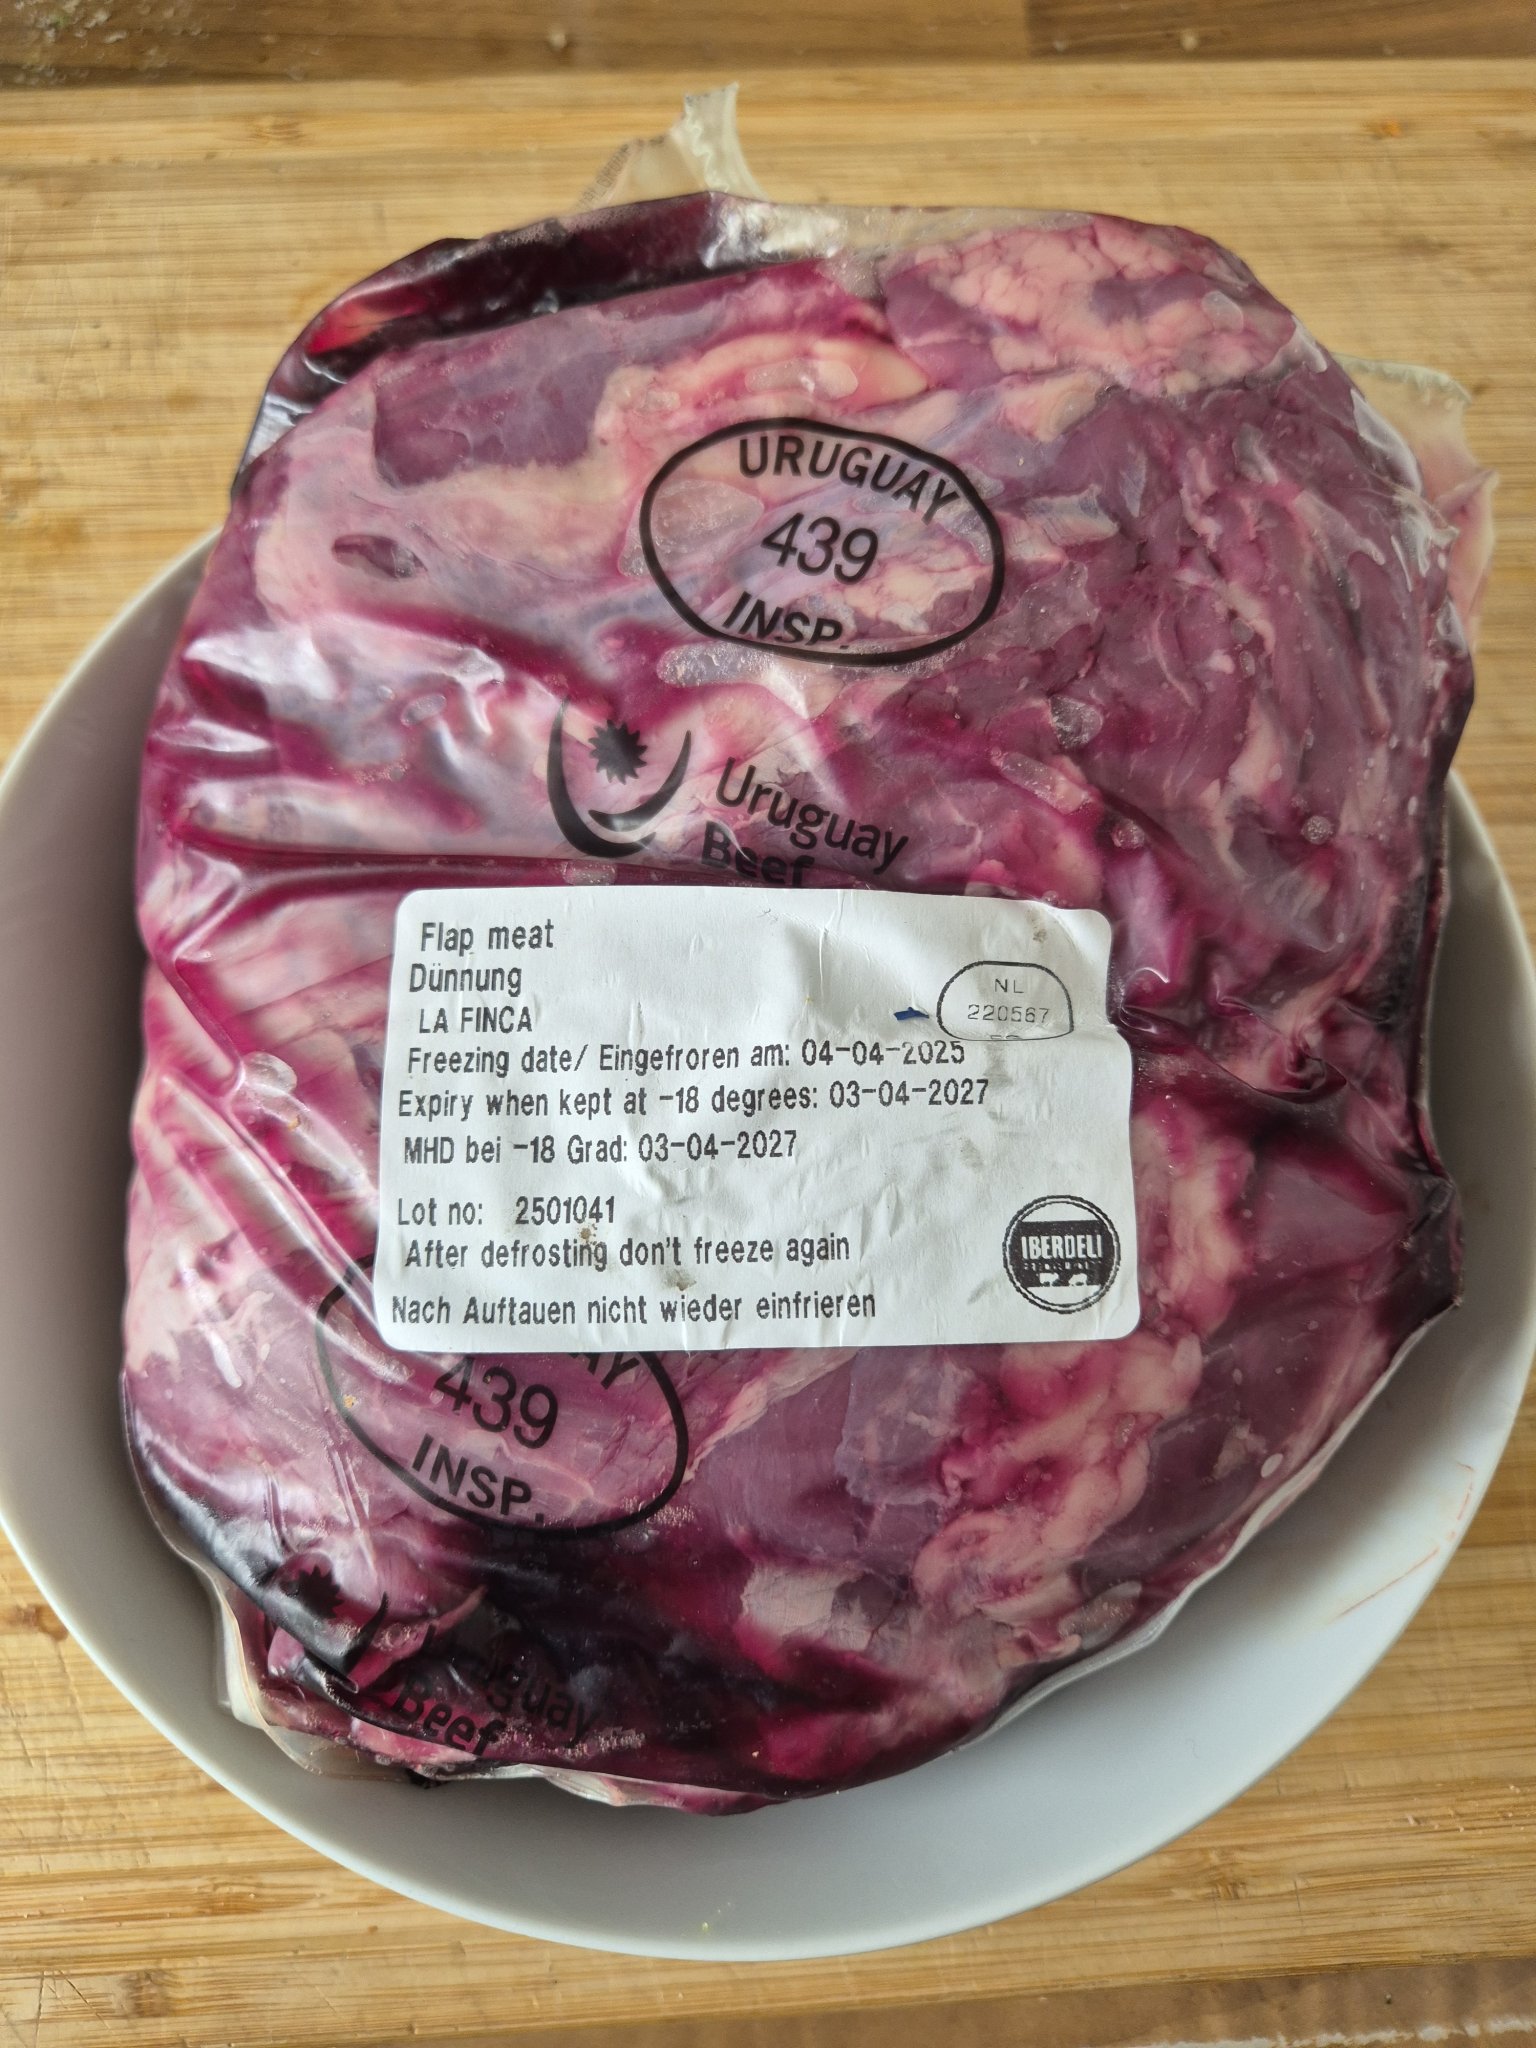 URUGUAY
439
INSP.
Uruguay
Beef
Flap meat
Dünnung
LA FINCA
NL
220567
Freezing date/ Eingefroren am: 04-04-2025
Expiry when kept at -18 degrees: 03-04-2027
MHD bei -18 Grad: 03-04-2027
Lot no: 2501041
After defrosting don't freeze again
IBERDELI
Nach Auftauen nicht wieder einfrieren
439
INSP.
Uruguay
Beef